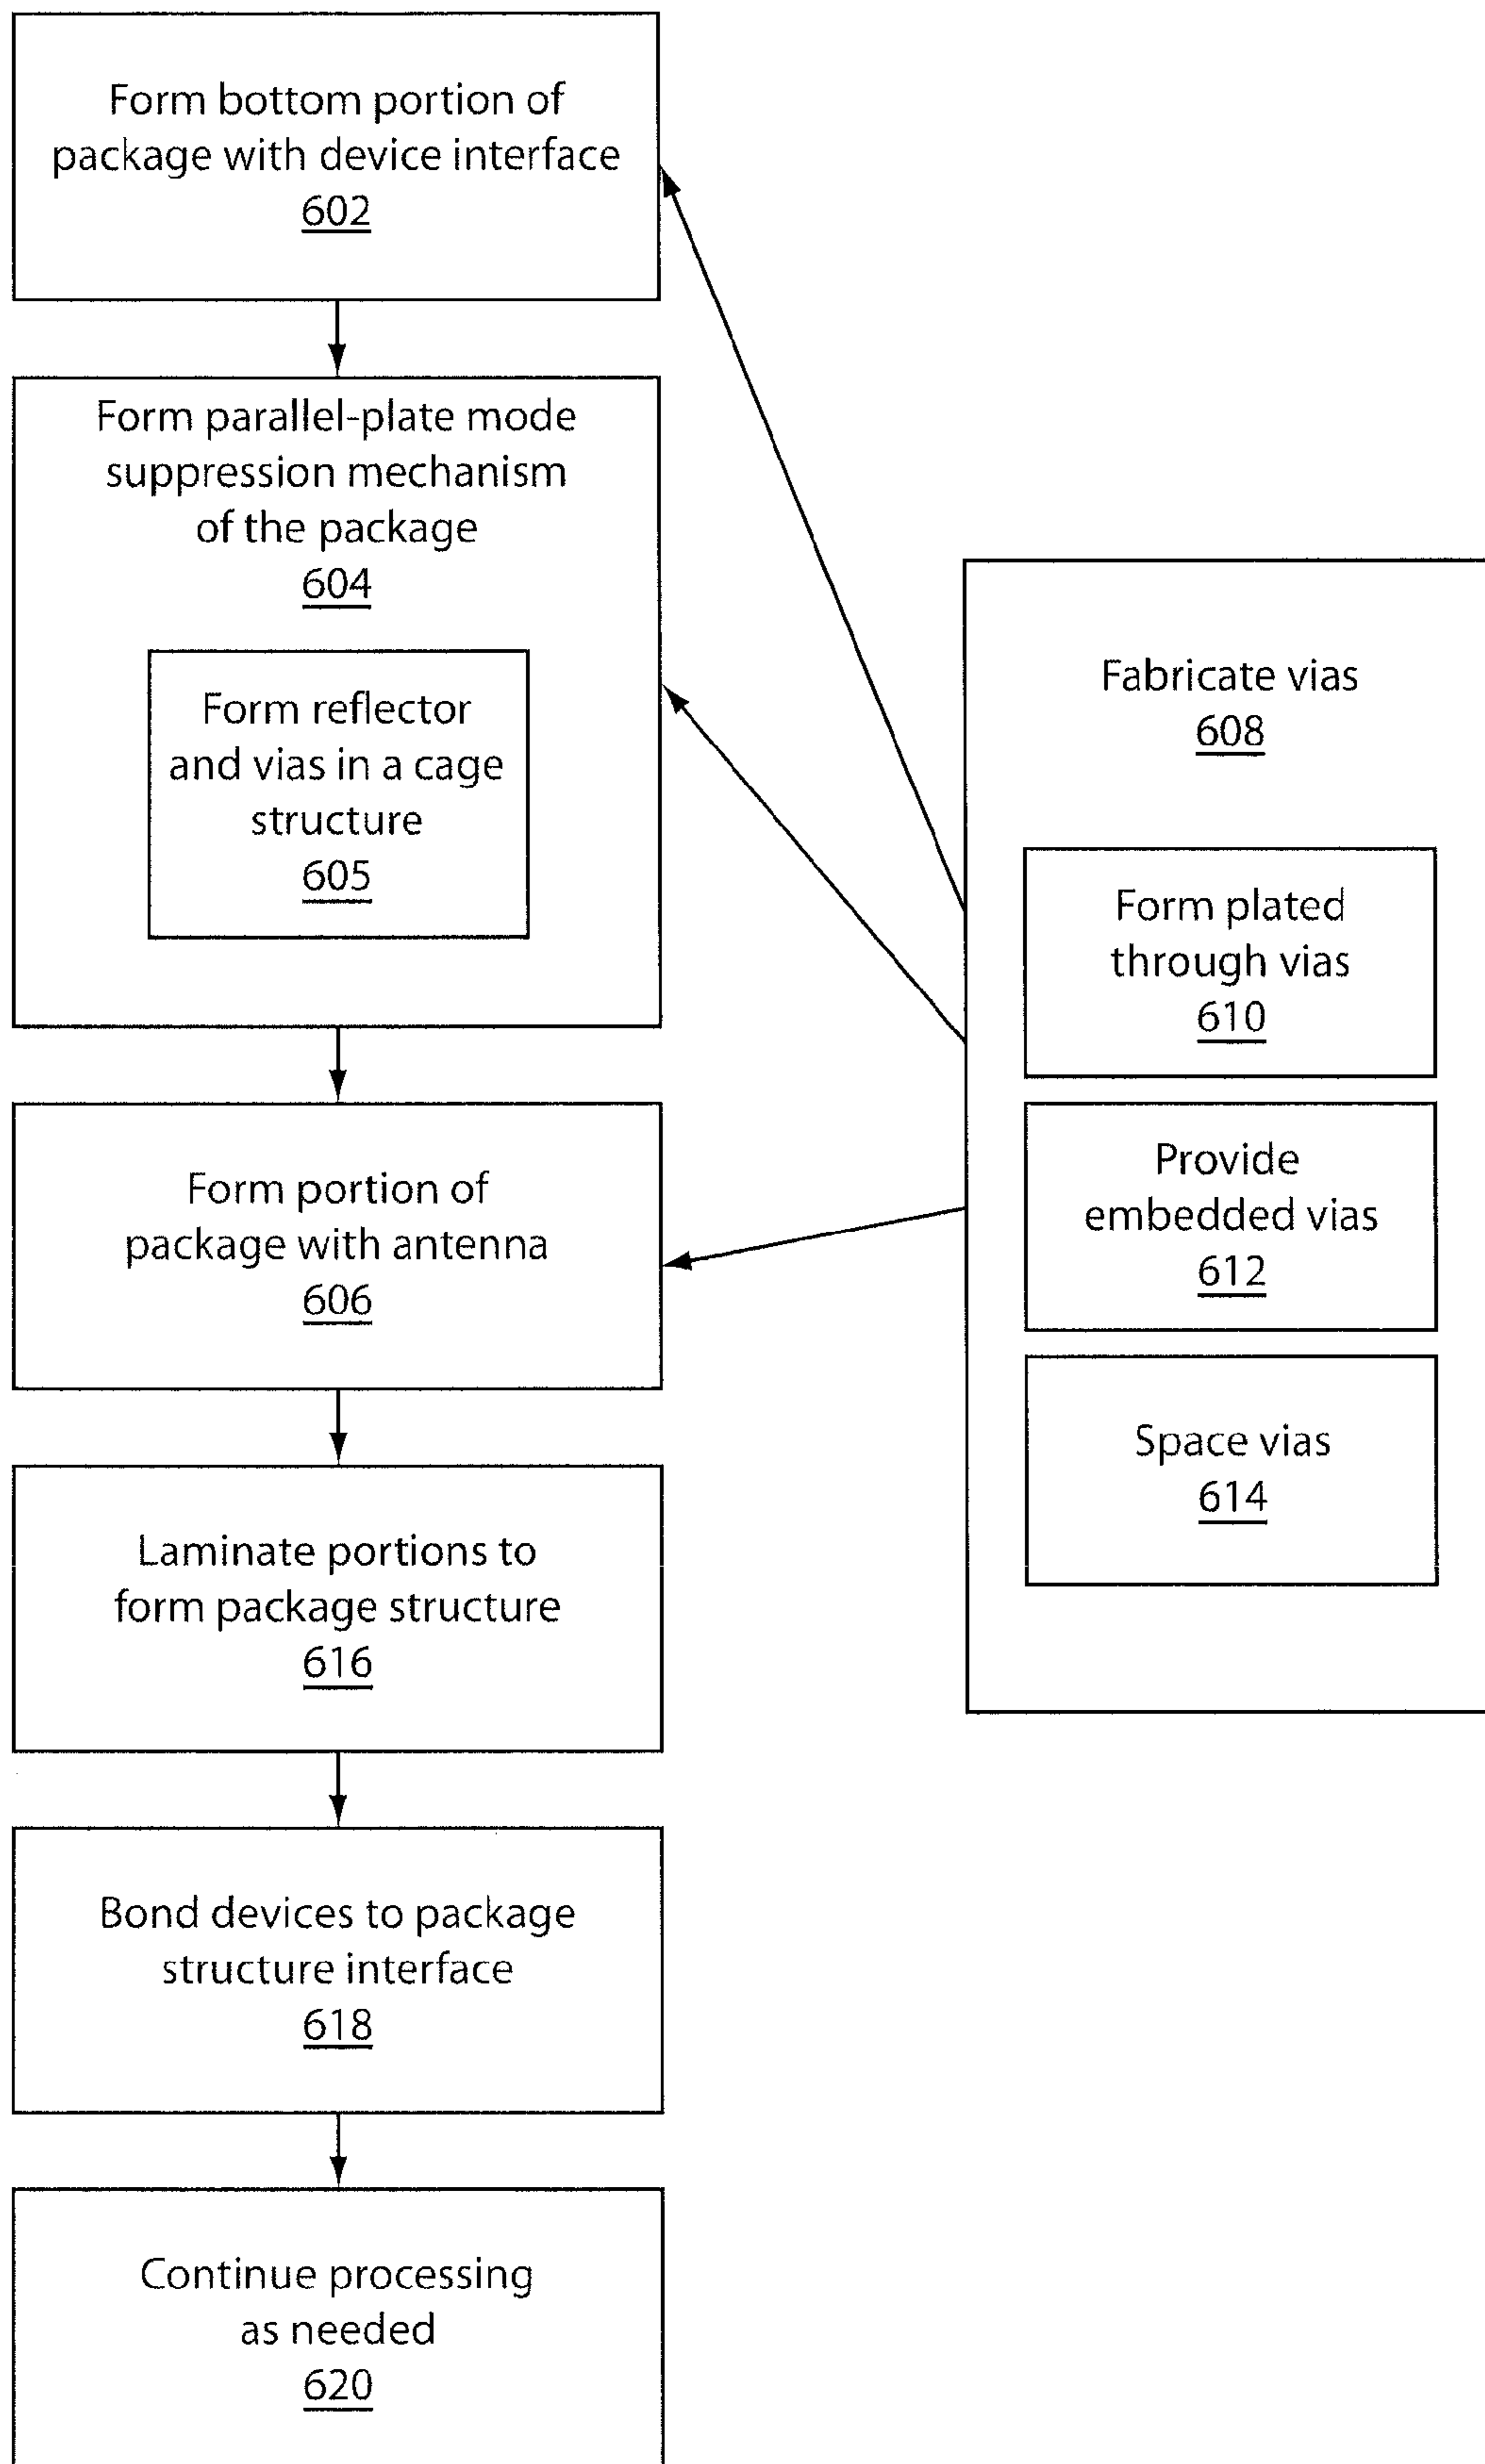 Form bottom portion of
package with device interface
602
Form parallel-plate mode
suppression mechanism
of the package
604
Form reflector
and vias in a cage
structure
605
Form portion of
package with antenna
606
Laminate portions to
form package structure
616
Bond devices to package
structure interface
618
Continue processing
as needed
620
Fabricate vias
608
Form plated
through vias
610
Provide
embedded vias
612
Space vias
614